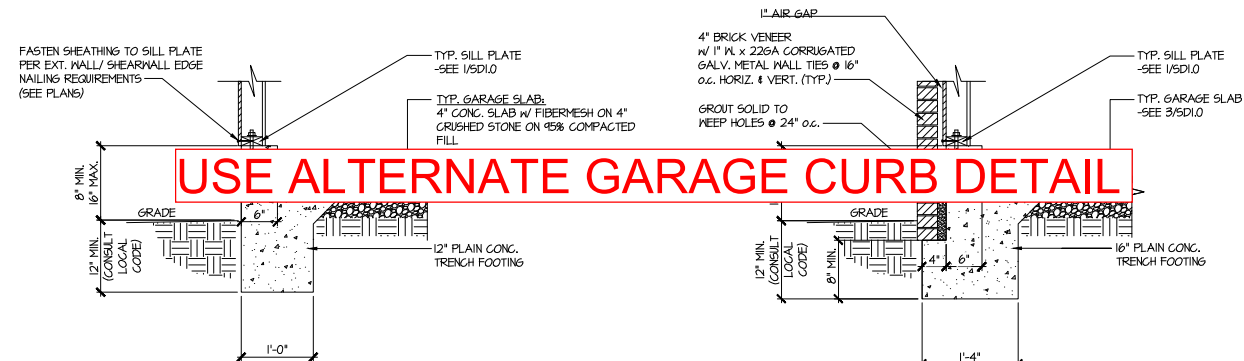 FASTEN SHEATHING TO SILL PLATE
PER EXT. WALL/ SHEARWALL EDGE
NAILING REQUIREMENTS
(SEE PLANS)
TYP. SILL PLATE
-SEE 1/SD1.0
TYP. GARAGE SLAB:
4" CONC. SLAB W/ FIBERMESH ON 4"
CRUSHED STONE ON 95% COMPACTED
FILL
8" MIN.
16" MAX.
GRADE
6"
12" MIN.
(CONSULT
LOCAL
CODE)
12" PLAIN CONC.
TRENCH FOOTING
1'-0"
USE ALTERNATE GARAGE CURB DETAIL
1" AIR GAP
4" BRICK VENEER
W/ 1" W. x 22GA CORRUGATED
GALV. METAL WALL TIES @ 16"
o.c. HORIZ. & VERT. (TYP.)
GROUT SOLID TO
WEEP HOLES @ 24" o.c.
TYP. SILL PLATE
-SEE 1/SD1.0
TYP. GARAGE SLAB
-SEE 3/SD1.0
GRADE
4"
6"
12" MIN.
(CONSULT
LOCAL
CODE)
8" MIN.
16" PLAIN CONC.
TRENCH FOOTING
1'-4"